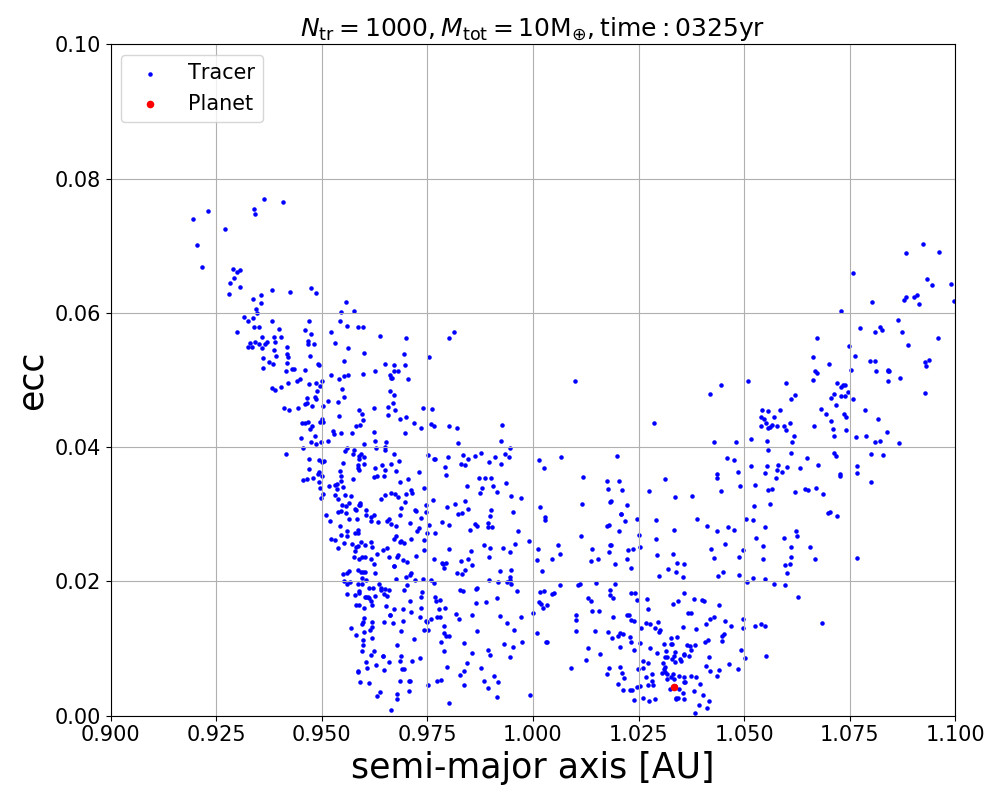 N_tr = 1000, M_tot = 10M_⊕, time : 0325yr
Tracer
Planet
0.10
0.08
0.06
0.04
0.02
0.00
ecc
0.900 0.925 0.950 0.975 1.000 1.025 1.050 1.075 1.100
semi-major axis [AU]